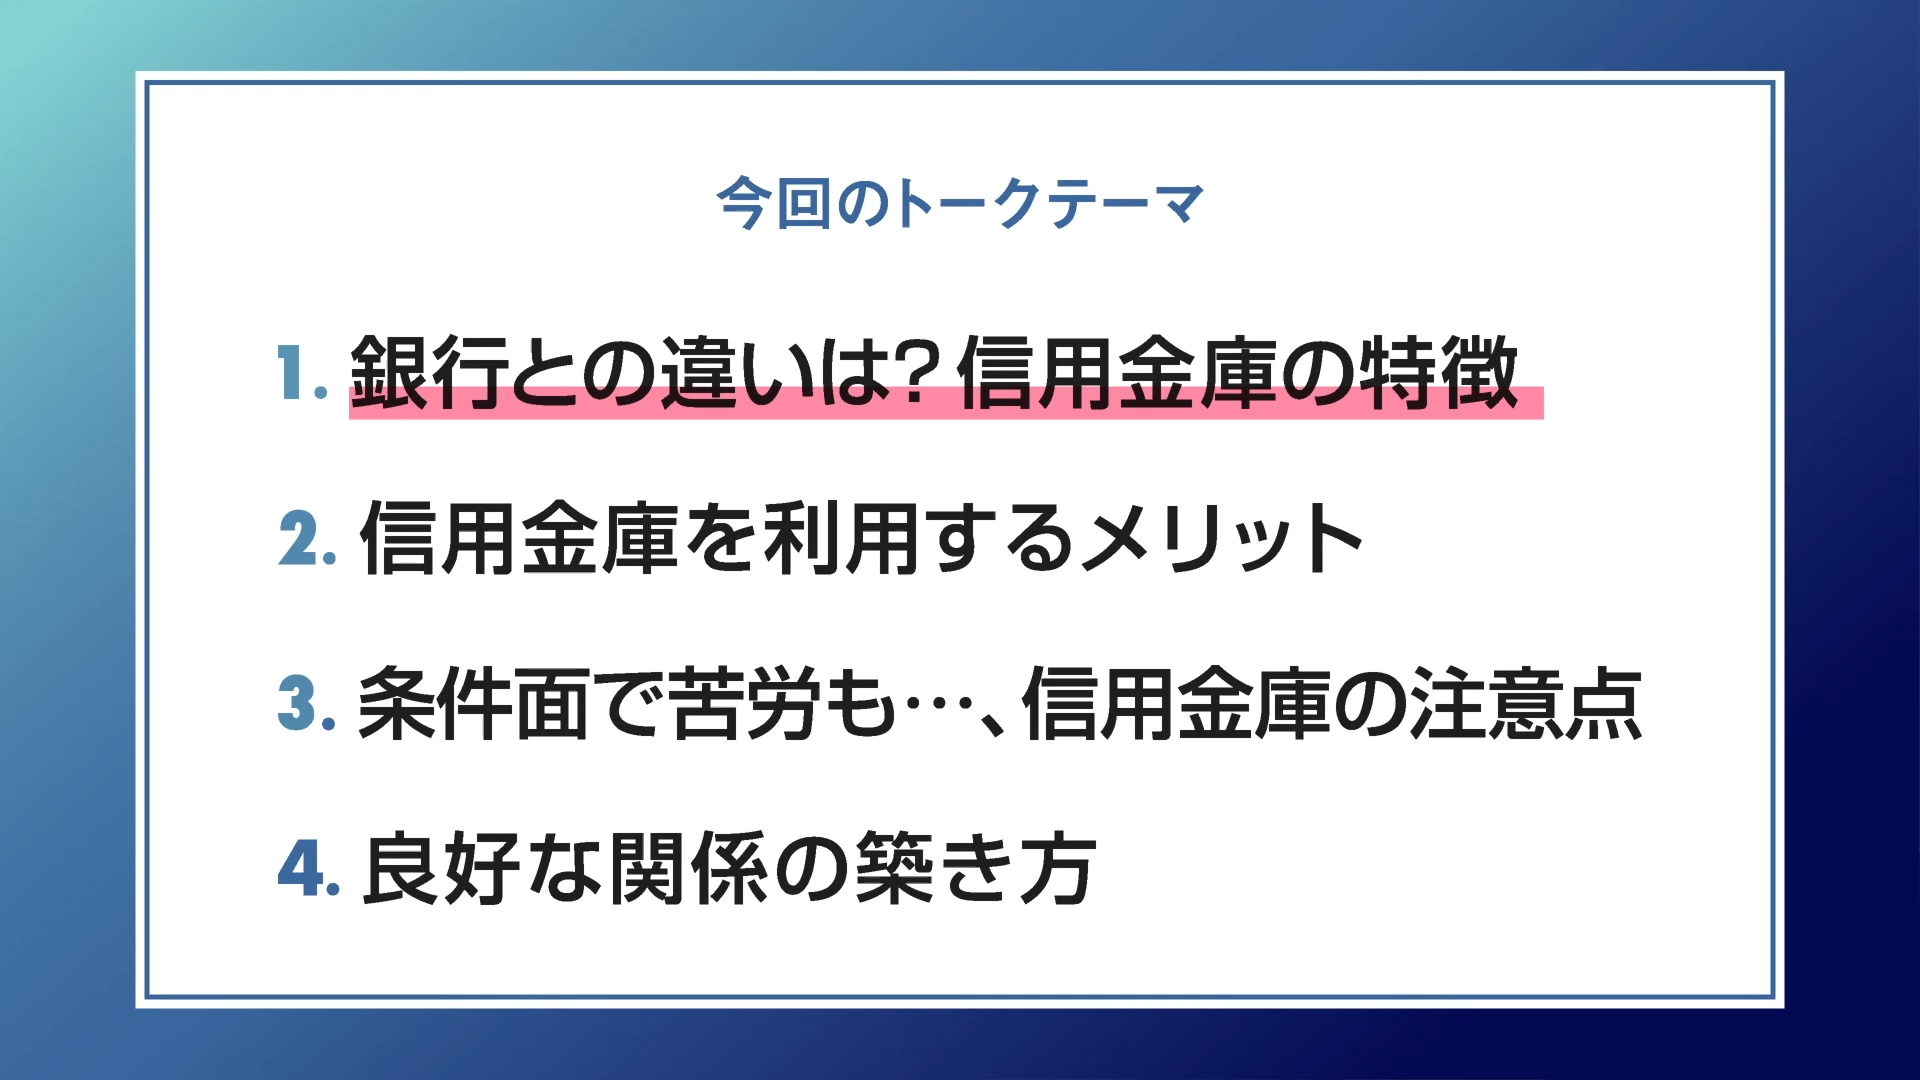 今回のトークテーマ
1. 銀行との違いは？信用金庫の特徴
2. 信用金庫を利用するメリット
3. 条件面で苦労も…、信用金庫の注意点
4. 良好な関係の築き方